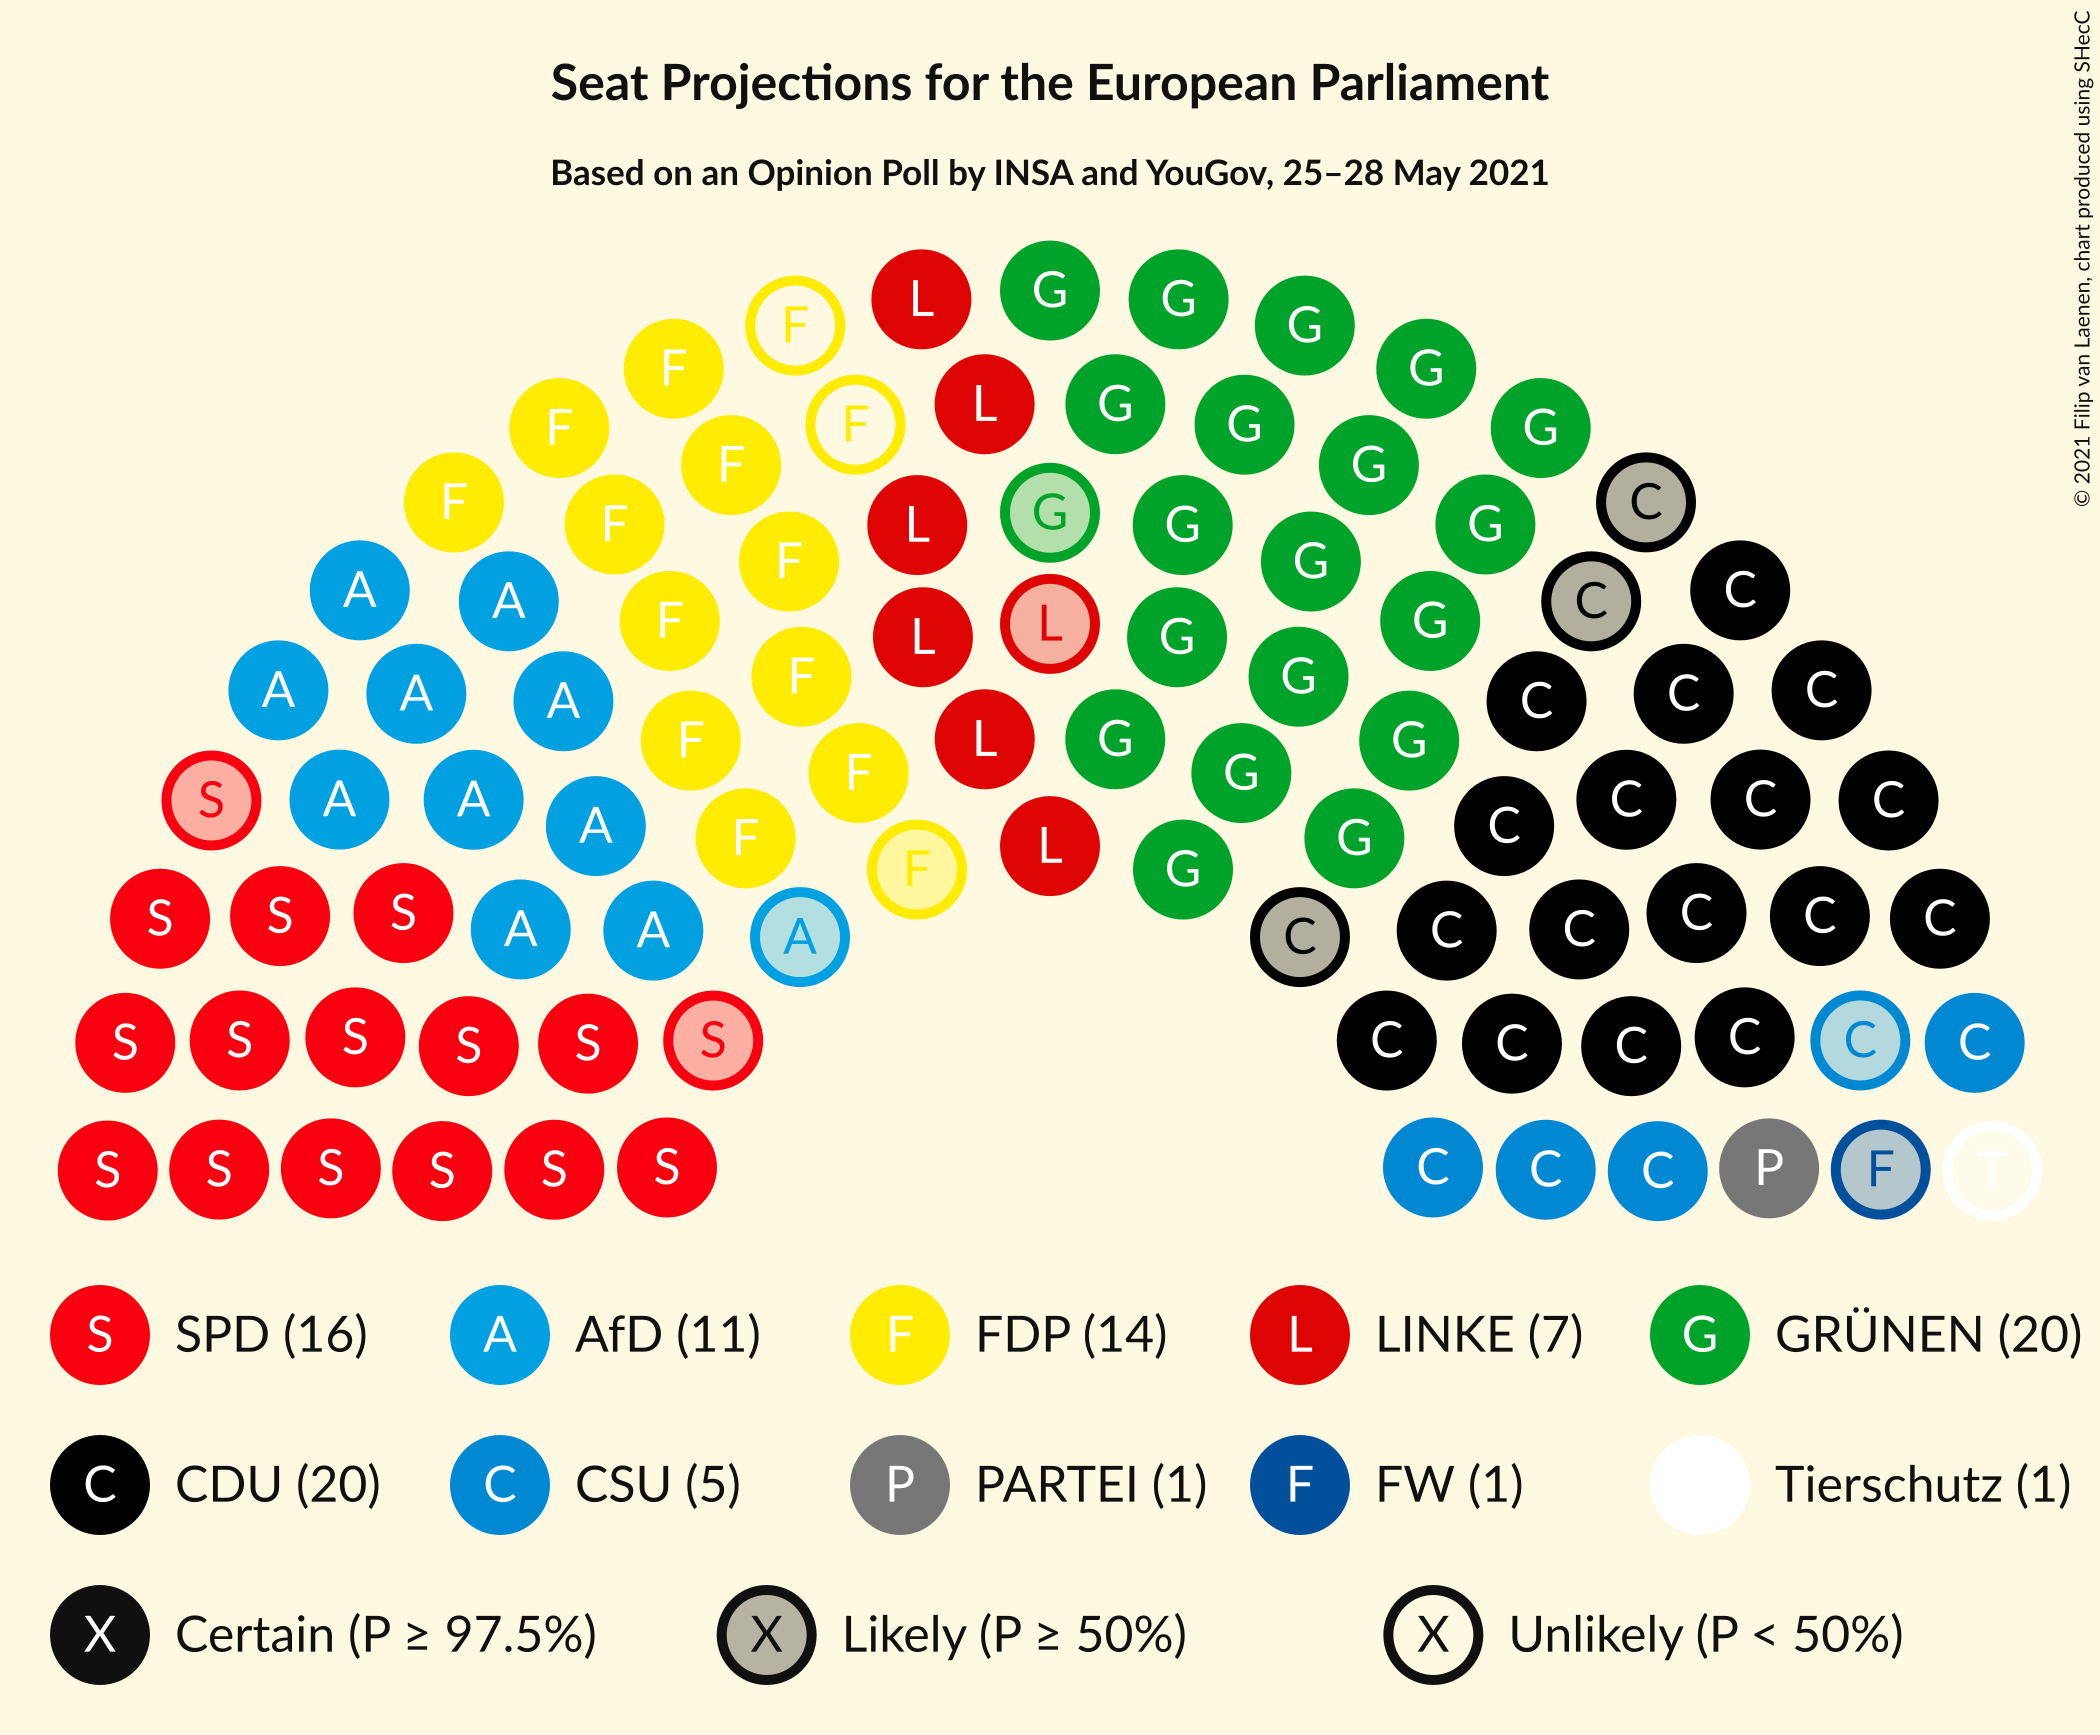 Seat Projections for the European Parliament
Based on an Opinion Poll by INSA and YouGov, 25–28 May 2021
© 2021 Filip van Laenen, chart produced using SHecC
F L G G G
F G
F F L G G G
F G
F F L G G G C
A A F G C C
F L L G G
A A A F G C C C
F L G G
S A A F G C C C
A F L G C
F G
S S S A A A C C C C C C
S S S S S S C C C C C C
S S S S S S C C C P F T
S SPD (16) A AfD (11) F FDP (14) L LINKE (7) G GRÜNEN (20)
C CDU (20) C CSU (5) P PARTEI (1) F FW (1) Tierschutz (1)
X Certain (P ≥ 97.5%) X Likely (P ≥ 50%) X Unlikely (P < 50%)